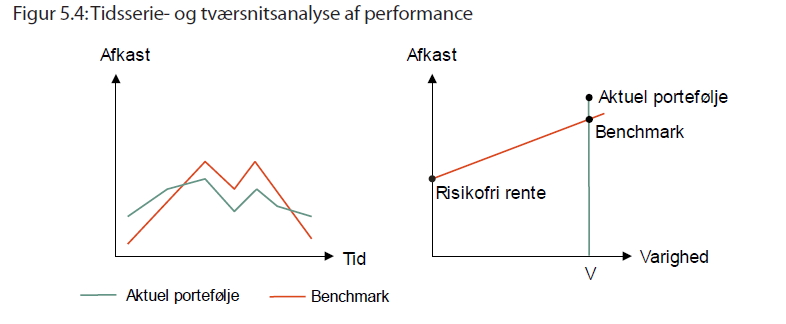 Figur 5.4: Tidsserie- og tværsnitsanalyse af performance
Afkast
Tid
Aktuel portefølje
Benchmark
Afkast
Aktuel portefølje
Benchmark
Risikofri rente
Varighed
V